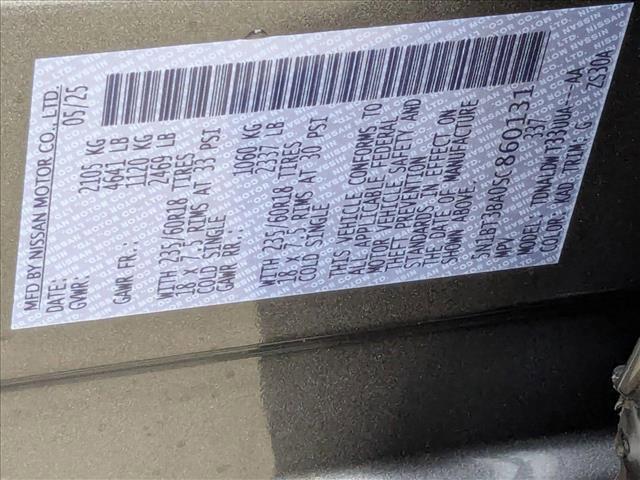 MFD BY NISSAN MOTOR CO., LTD.
DATE: 05/25
GVWR: 2105 KG
4641 LB
GAWR FR.: 1120 KG
2469 LB
WITH 235/60R18 TIRES
18 X 7.5 RIMS AT 33 PSI
COLD SINGLE
GAWR RR.: 1060 KG
2337 LB
WITH 235/60R18 TIRES
18 X 7.5 RIMS AT 30 PSI
COLD SINGLE
THIS VEHICLE CONFORMS TO
ALL APPLICABLE FEDERAL
MOTOR VEHICLE SAFETY AND
THEFT PREVENTION
STANDARDS IN EFFECT ON
THE DATE OF MANUFACTURE
SHOWN ABOVE.
5N1BT3BA0SC860131
MPV 337
MODEL: AA
COLOR: KAD TRIM: G ZS30A